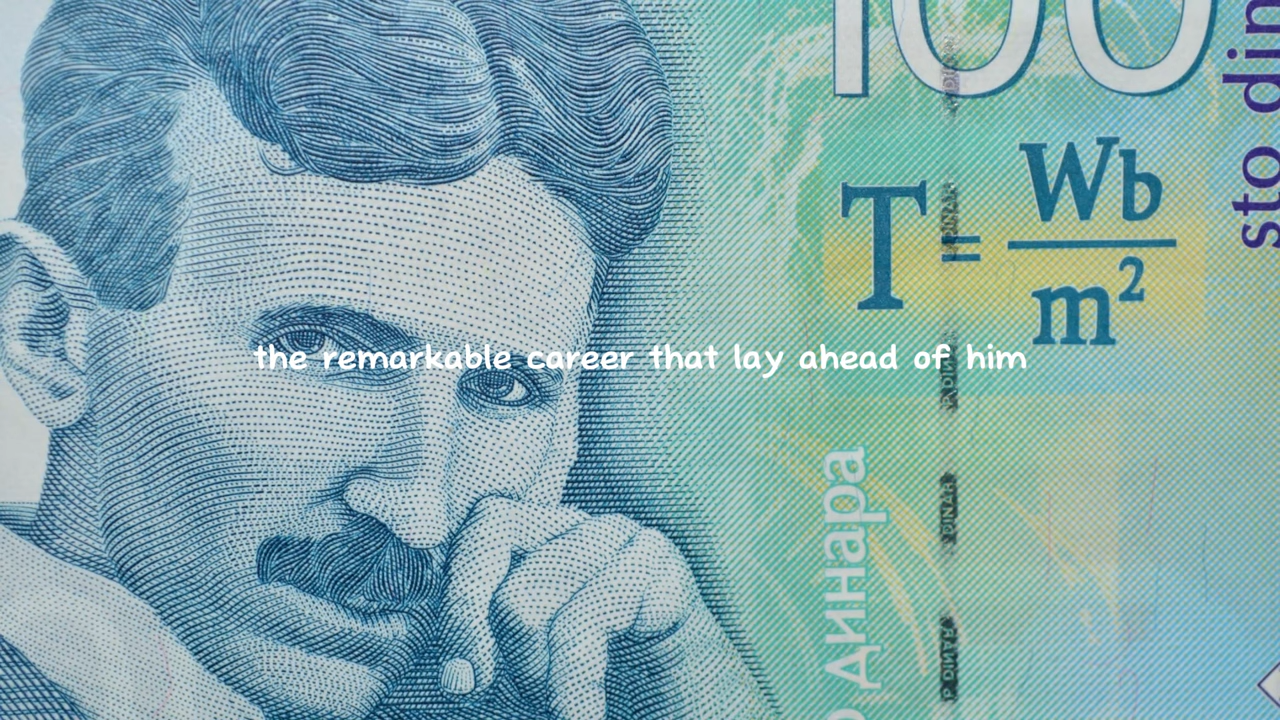 100
T = Wb
m²
sto din
the remarkable career that lay ahead of him
Динара